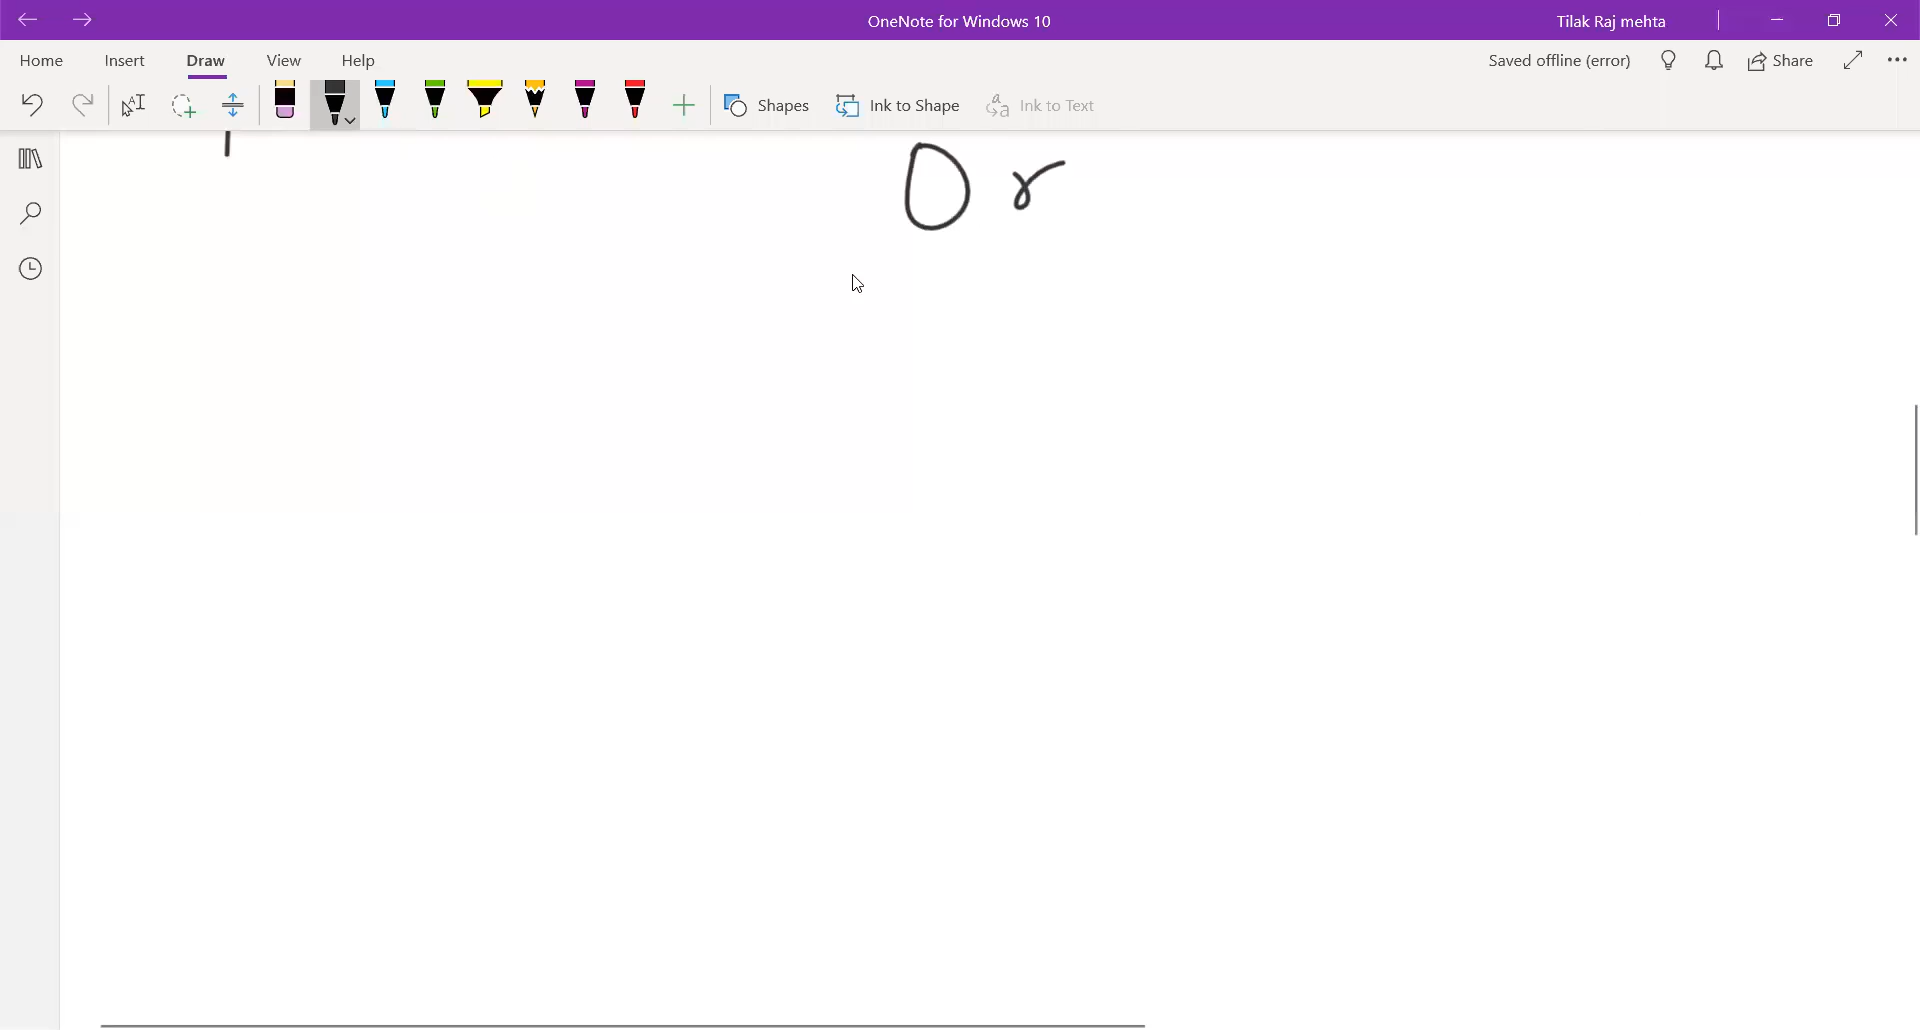 OneNote for Windows 10
Tilak Raj mehta
Home Insert Draw View Help
Saved offline (error) Share
Shapes Ink to Shape Ink to Text
Or